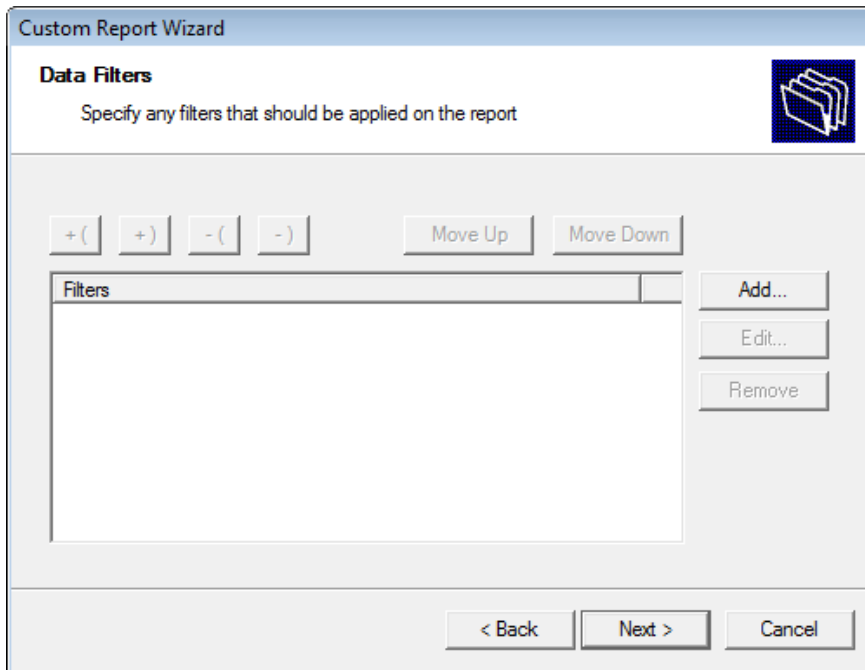 Custom Report Wizard
Data Filters
Specify any filters that should be applied on the report
+ ( + ) - ( - ) Move Up Move Down
Filters
Add...
Edit...
Remove
< Back Next > Cancel